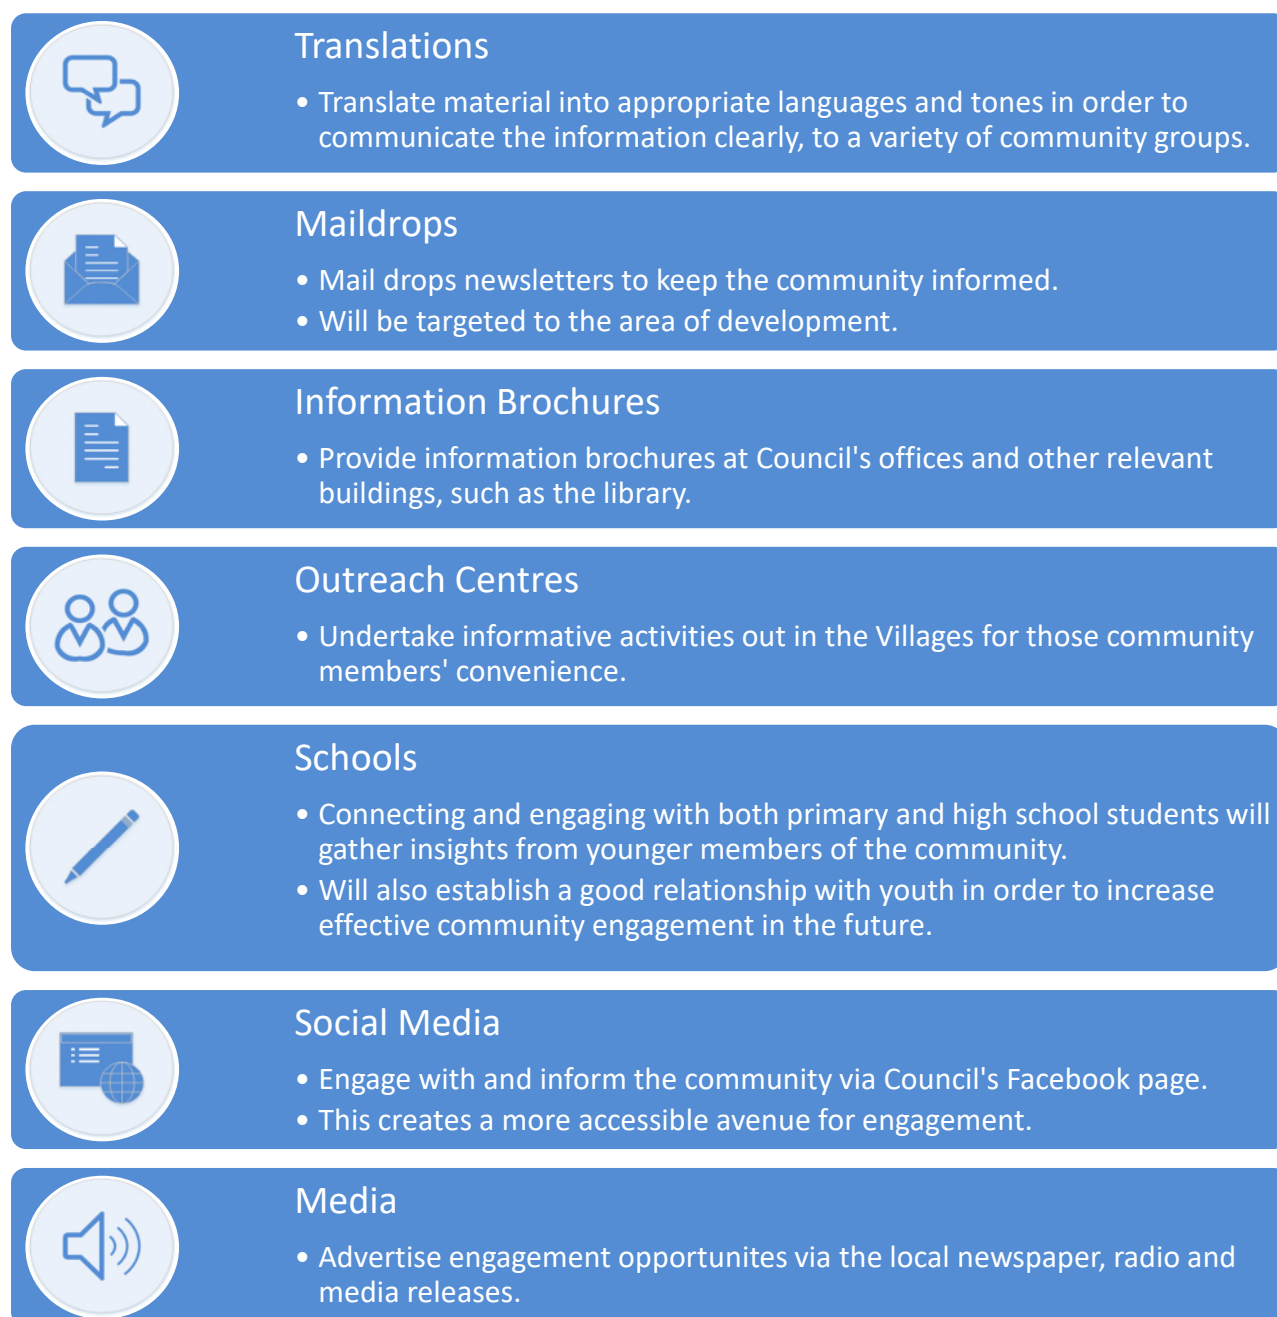 Translations
• Translate material into appropriate languages and tones in order to
communicate the information clearly, to a variety of community groups.
Maildrops
• Mail drops newsletters to keep the community informed.
• Will be targeted to the area of development.
Information Brochures
• Provide information brochures at Council's offices and other relevant
buildings, such as the library.
Outreach Centres
• Undertake informative activities out in the Villages for those community
members' convenience.
Schools
• Connecting and engaging with both primary and high school students will
gather insights from younger members of the community.
• Will also establish a good relationship with youth in order to increase
effective community engagement in the future.
Social Media
• Engage with and inform the community via Council's Facebook page.
• This creates a more accessible avenue for engagement.
Media
• Advertise engagement opportunites via the local newspaper, radio and
media releases.